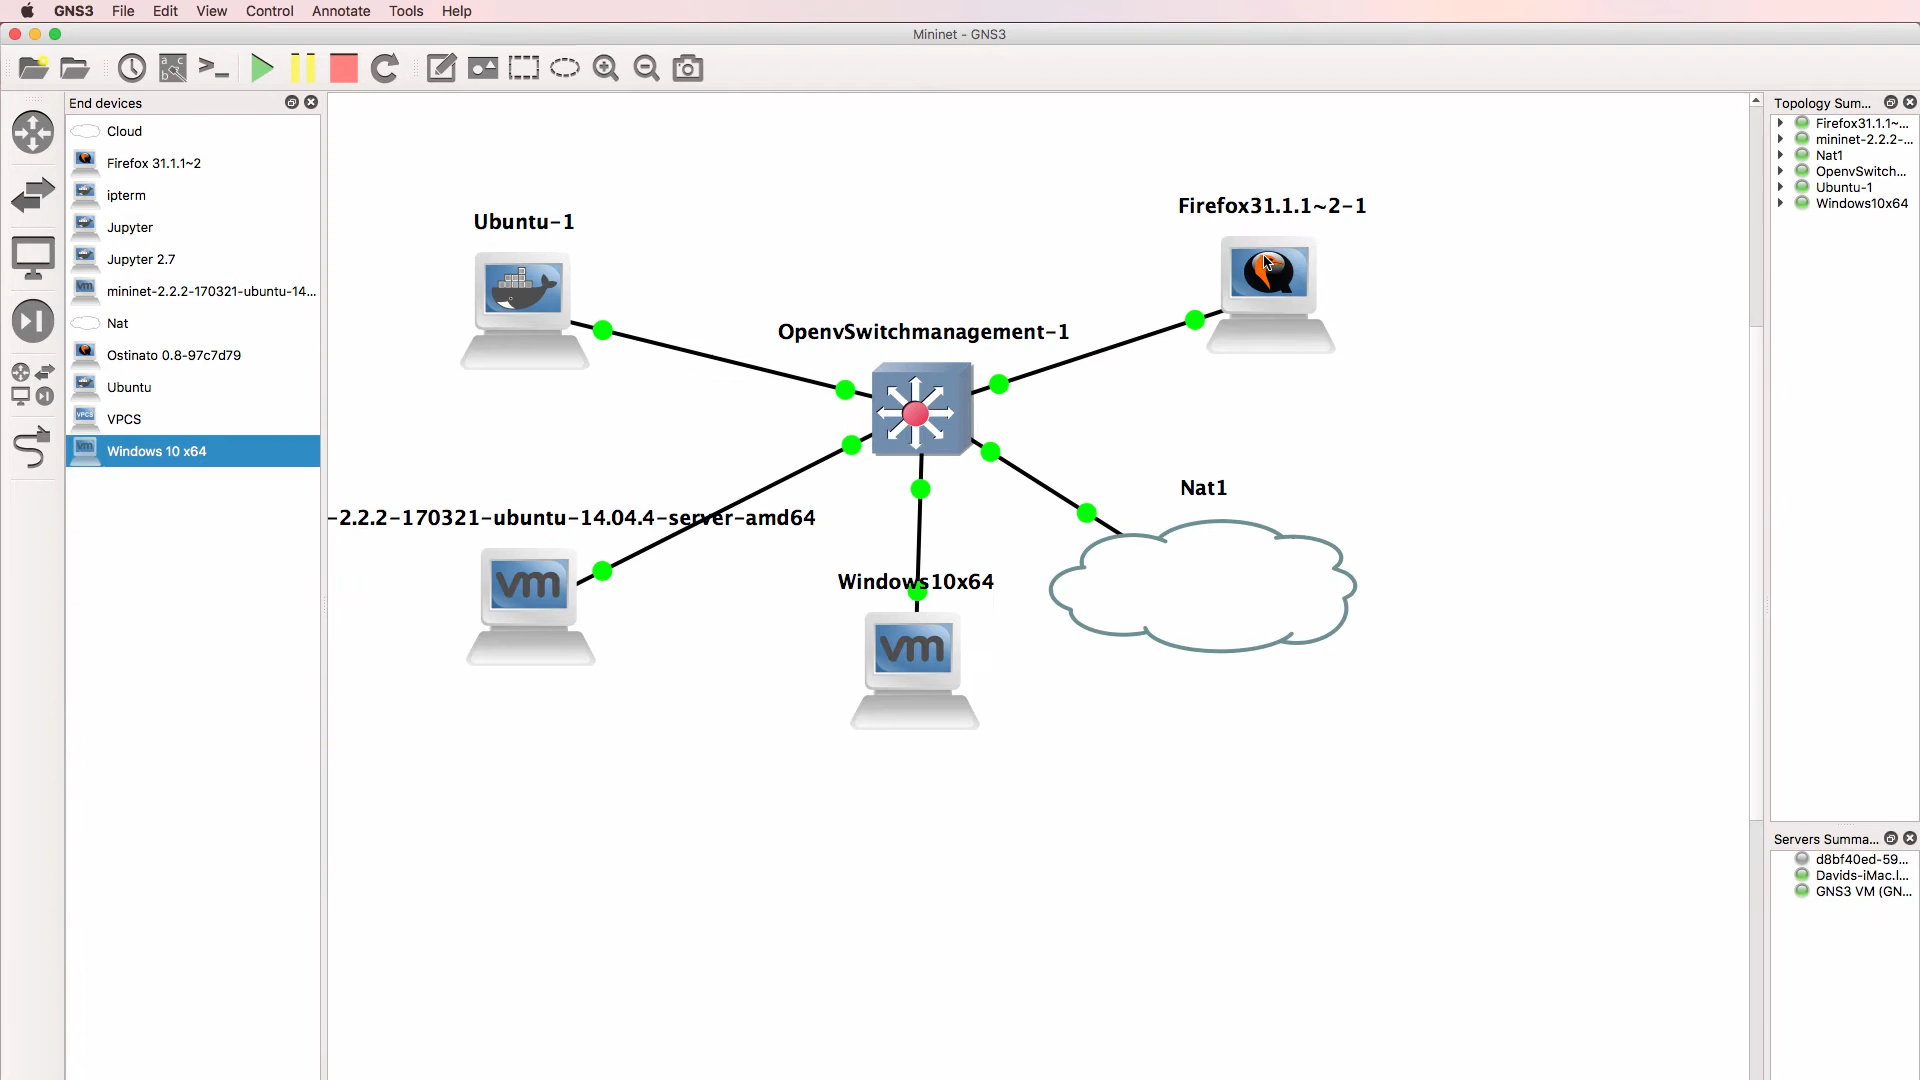 GNS3 File Edit View Control Annotate Tools Help
Mininet - GNS3
End devices
Cloud
Firefox 31.1.1~2
ipterm
Jupyter
Jupyter 2.7
mininet-2.2.2-170321-ubuntu-14...
Nat
Ostinato 0.8-97c7d79
Ubuntu
VPCS
VPCS
vm
Windows 10 x64
Ubuntu-1
Firefox31.1.1~2-1
OpenvSwitchmanagement-1
Nat1
-2.2.2-170321-ubuntu-14.04.4-server-amd64
vm
Windows10x64
vm
Topology Sum...
Firefox31.1.1~...
mininet-2.2.2-...
Nat1
OpenvSwitch...
Ubuntu-1
Windows10x64
Servers Summa...
d8bf40ed-59...
Davids-iMac.l...
GNS3 VM (GN...